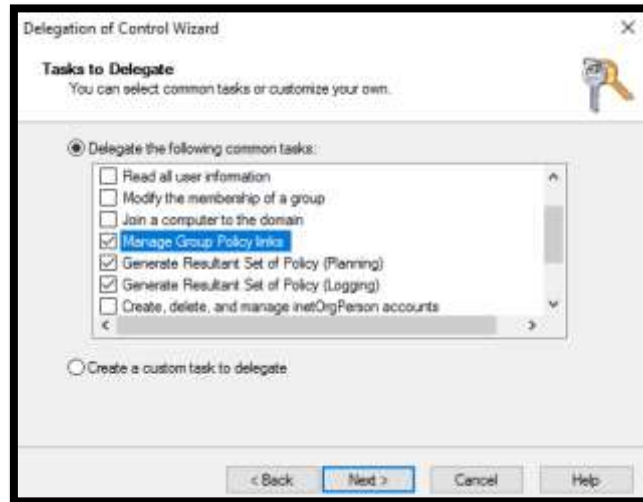 Delegation of Control Wizard
Tasks to Delegate
You can select common tasks or customize your own.
Delegate the following common tasks:
Read all user information
Modify the membership of a group
Join a computer to the domain
Manage Group Policy links
Generate Resultant Set of Policy (Planning)
Generate Resultant Set of Policy (Logging)
Create, delete, and manage inetOrgPerson accounts
Create a custom task to delegate
< Back Next > Cancel Help